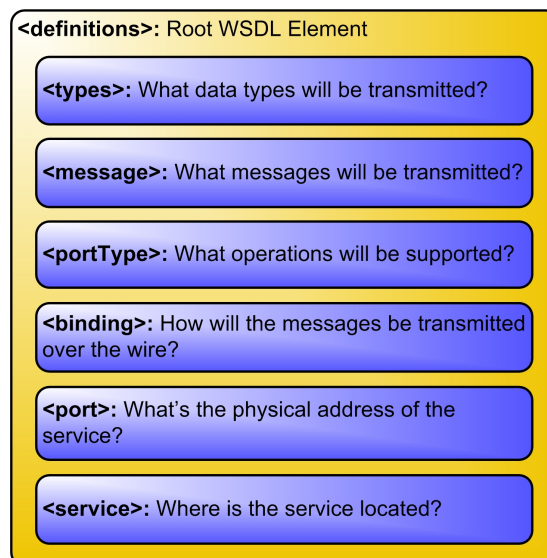 <definitions>: Root WSDL Element
<types>: What data types will be transmitted?
<message>: What messages will be transmitted?
<portType>: What operations will be supported?
<binding>: How will the messages be transmitted
over the wire?
<port>: What's the physical address of the
service?
<service>: Where is the service located?